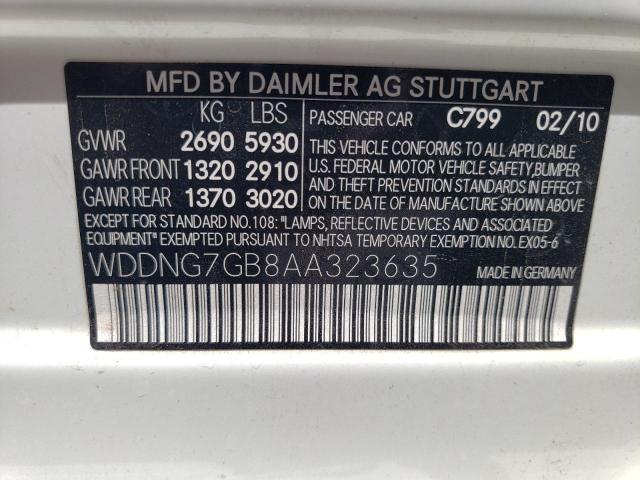 MFD BY DAIMLER AG STUTTGART
KG LBS
GVWR 2690 5930
GAWR FRONT 1320 2910
GAWR REAR 1370 3020
PASSENGER CAR C799 02/10
THIS VEHICLE CONFORMS TO ALL APPLICABLE
U.S. FEDERAL MOTOR VEHICLE SAFETY,BUMPER
AND THEFT PREVENTION STANDARDS IN EFFECT
ON THE DATE OF MANUFACTURE SHOWN ABOVE
EXCEPT FOR STANDARD NO.108: "LAMPS, REFLECTIVE DEVICES AND ASSOCIATED
EQUIPMENT" EXEMPTED PURSUANT TO NHTSA TEMPORARY EXEMPTION NO. EX05-6
WDDNG7GB8AA323635 MADE IN GERMANY